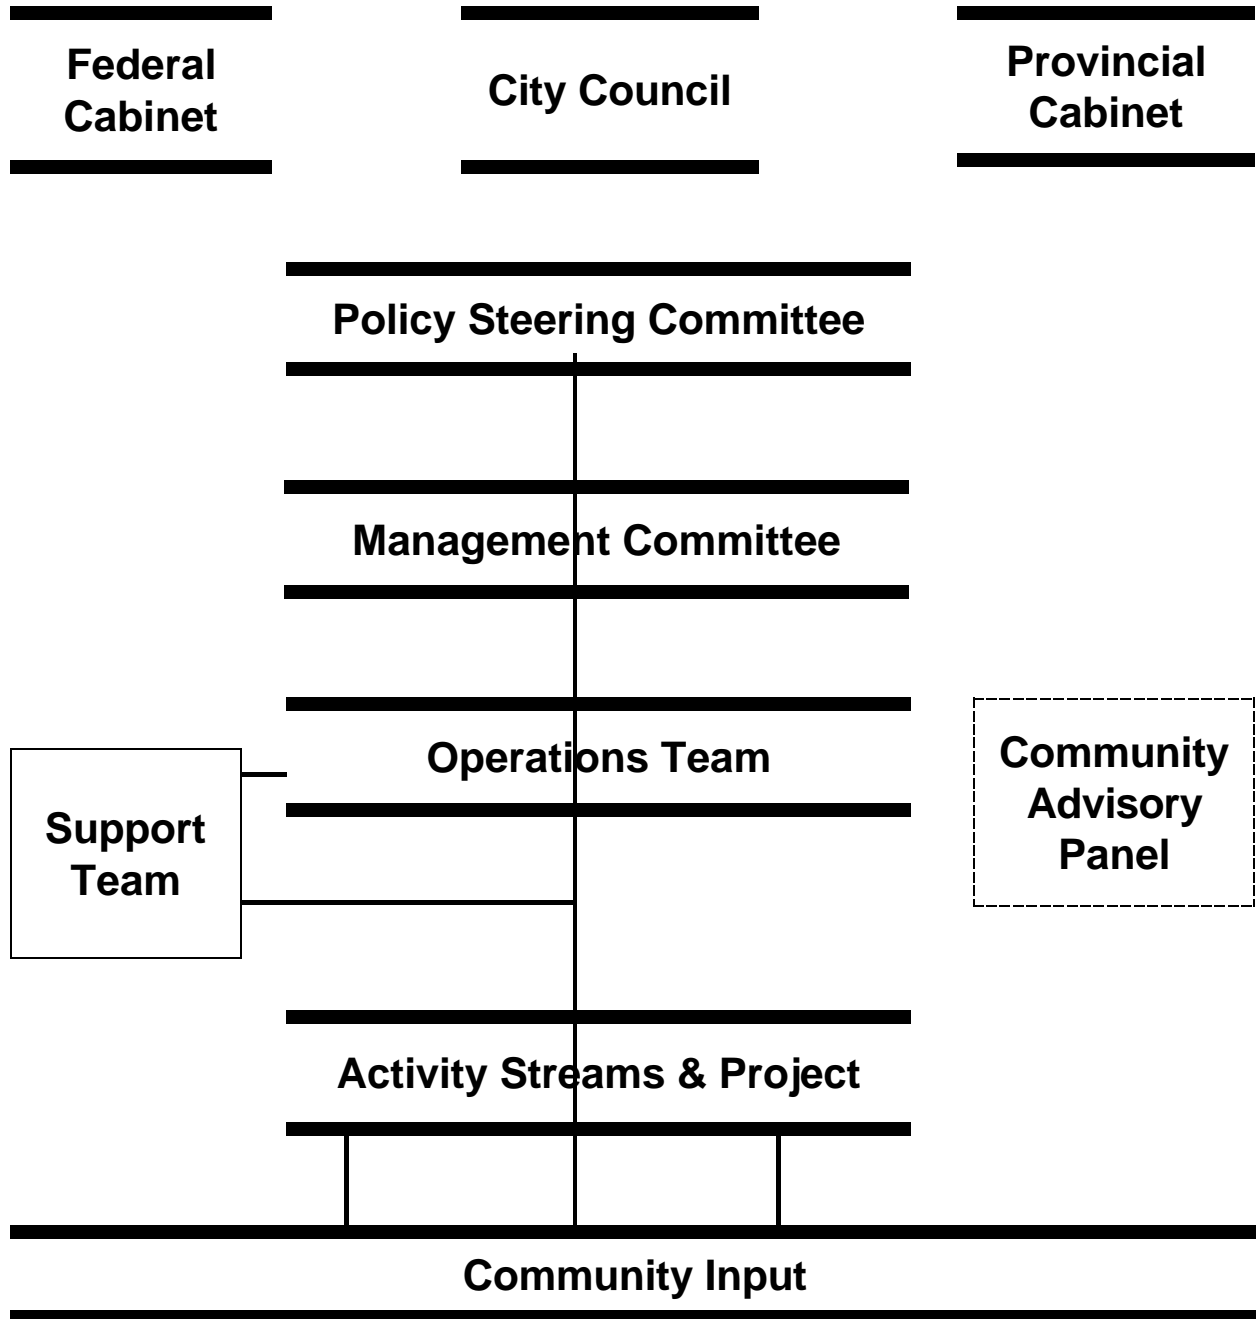 Federal
Cabinet
City Council
Provincial
Cabinet
Policy Steering Committee
Management Committee
Operations Team
Support
Team
Community
Advisory
Panel
Activity Streams & Project
Community Input